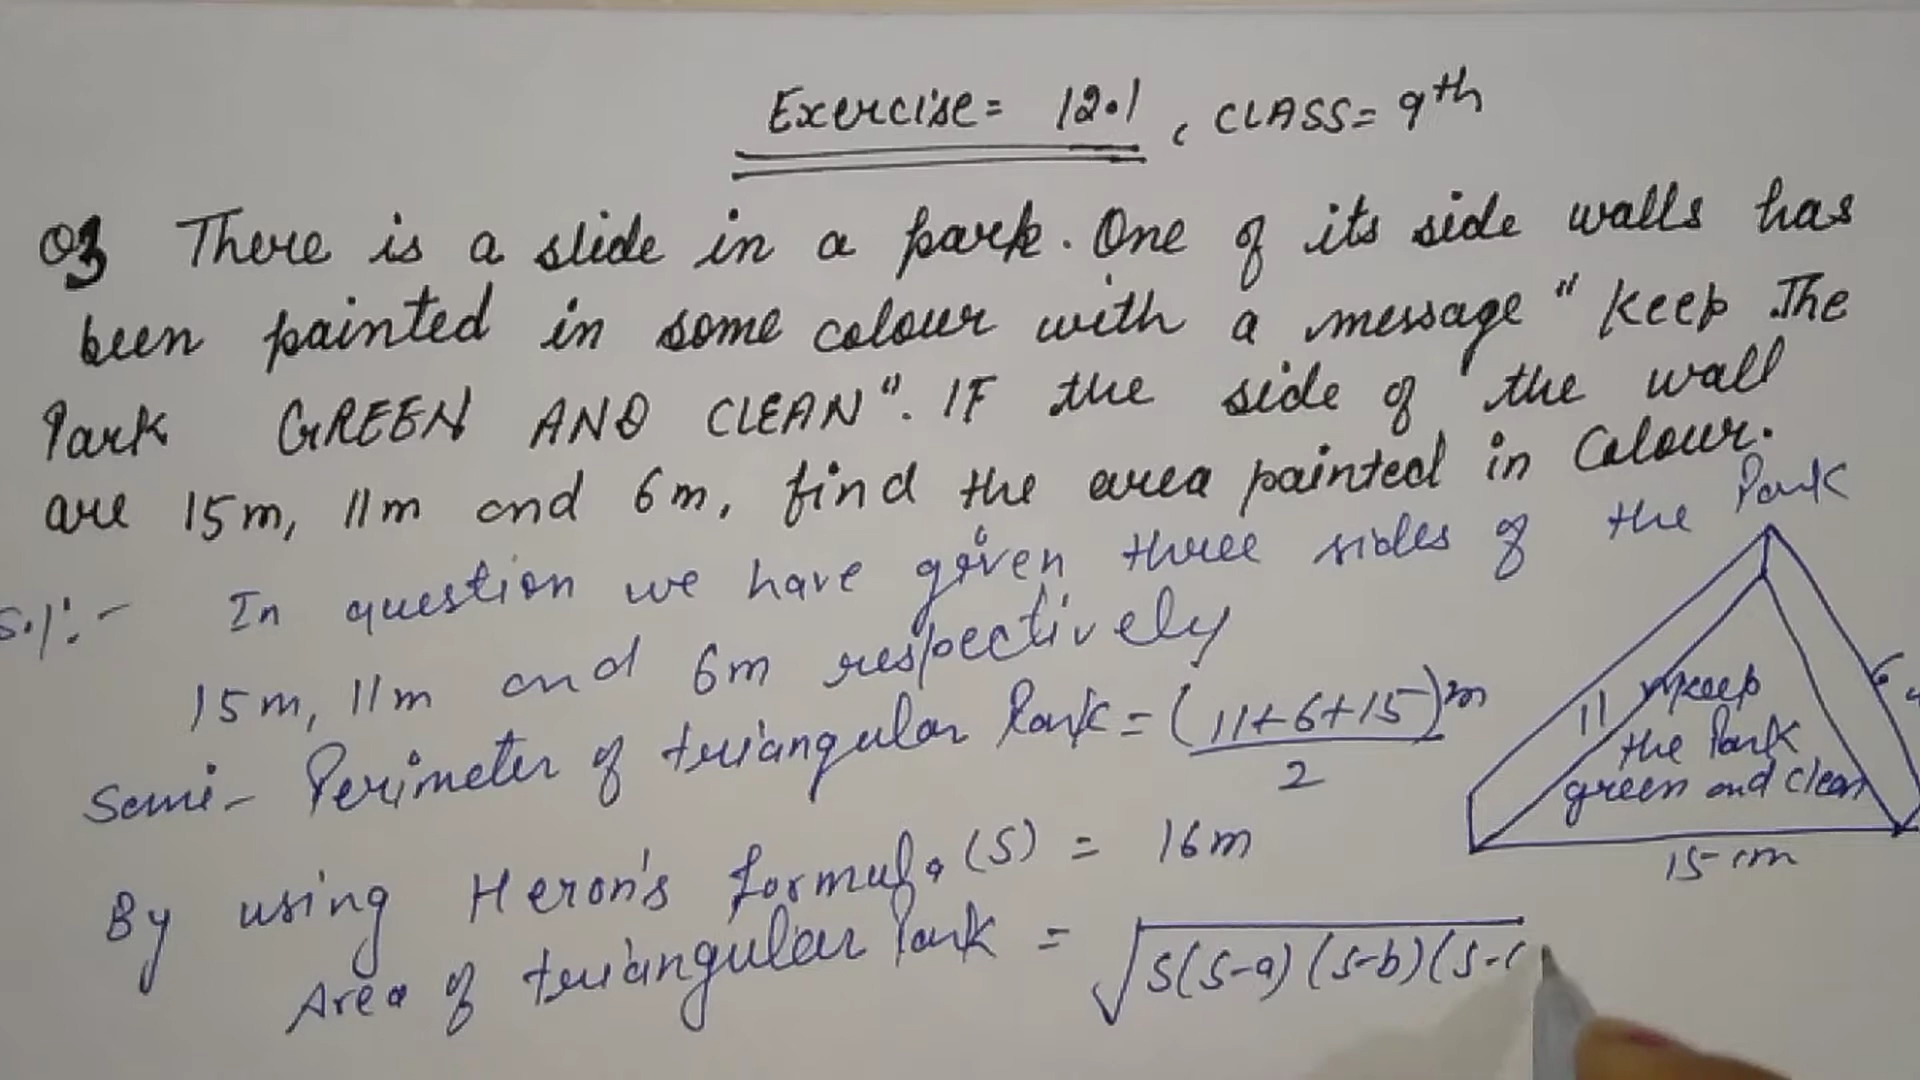 Exercise = 12.1, CLASS = 9th
Q3 There is a slide in a park. One of its side walls has
been painted in some colour with a message "keep The
Park GREEN AND CLEAN". IF the side of the wall
are 15m, 11m and 6m, find the area painted in Colour.
Sol:- In question we have given three sides of the Park
15m, 11m and 6m respectively
Semi-Perimeter of triangular Park = (11+6+15)m
2
(S) = 16m
By using Heron's formula
Area of triangular Park = √s(s-a)(s-b)(s-c
11
6
keep
the Park
green and clean
15 cm